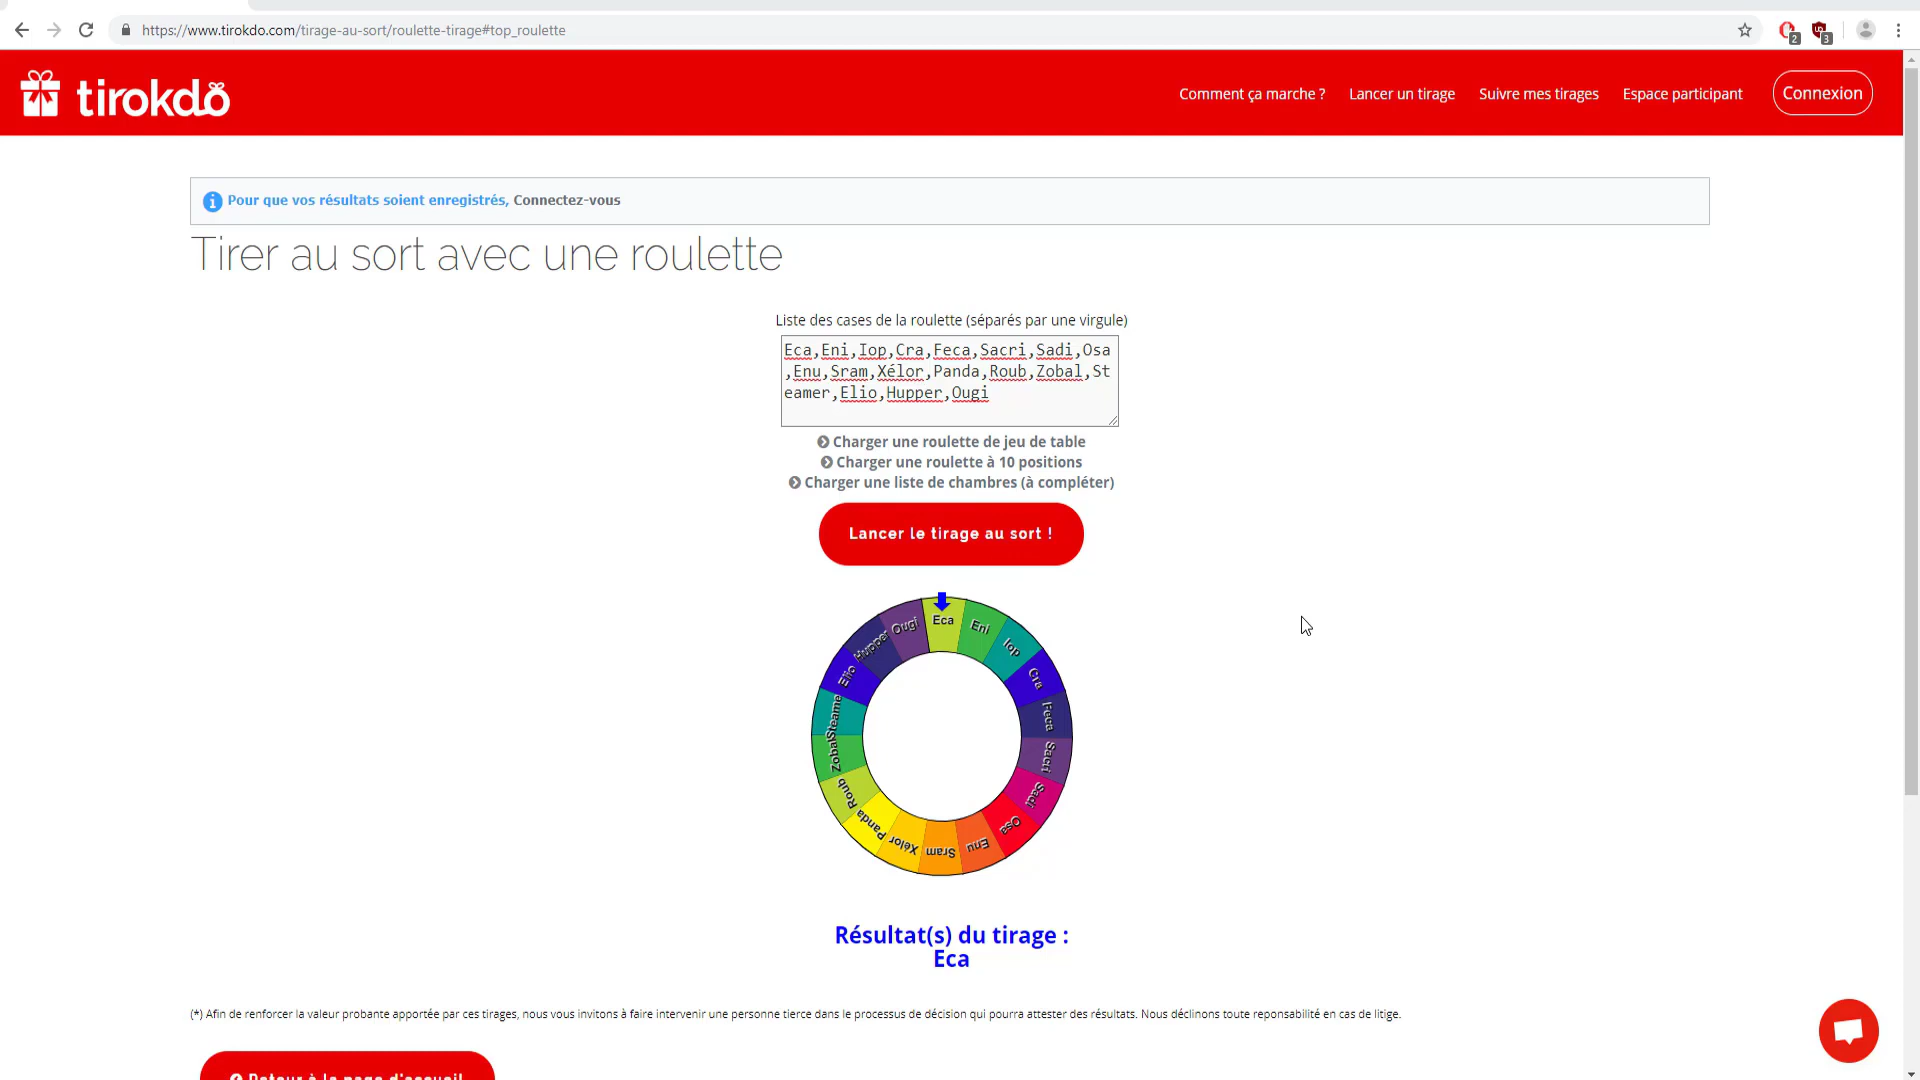 https://www.tirokdo.com/tirage-au-sort/roulette-tirage#top_roulette
2
3
tirokdo
Comment ça marche ?
Lancer un tirage
Suivre mes tirages
Espace participant
Connexion
Pour que vos résultats soient enregistrés, Connectez-vous
Tirer au sort avec une roulette
Liste des cases de la roulette (séparés par une virgule)
Eca,Eni,Iop,Cra,Feca,Sacri,Sadi,Osa
,Enu,Sram,Xélor,Panda,Roub,Zobal,St
eamer,Elio,Hupper,Ougi
Charger une roulette de jeu de table
Charger une roulette à 10 positions
Charger une liste de chambres (à compléter)
Lancer le tirage au sort !
Eca
Eni
Iop
Cra
Feca
Sacri
Sadi
Osa
Enu
Sram
Xélor
Panda
Roub
Zobal
Steame
Elio
Hupper
Ougi
Résultat(s) du tirage :
Eca
(*) Afin de renforcer la valeur probante apportée par ces tirages, nous vous invitons à faire intervenir une personne tierce dans le processus de décision qui pourra attester des résultats. Nous déclinons toute reponsabilité en cas de litige.
Retour à la page d'accueil